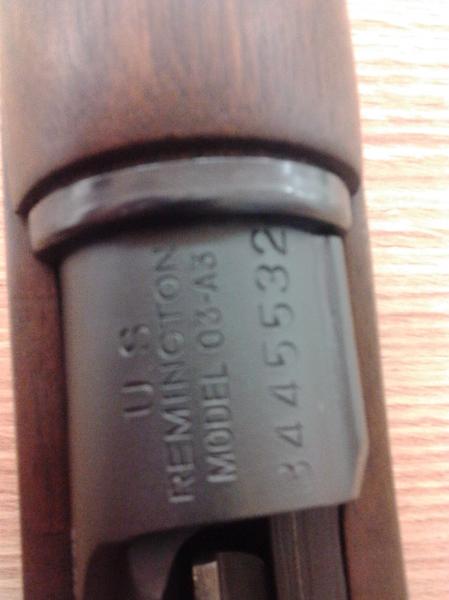 U S
REMINGTON
MODEL 03-A3
3445532